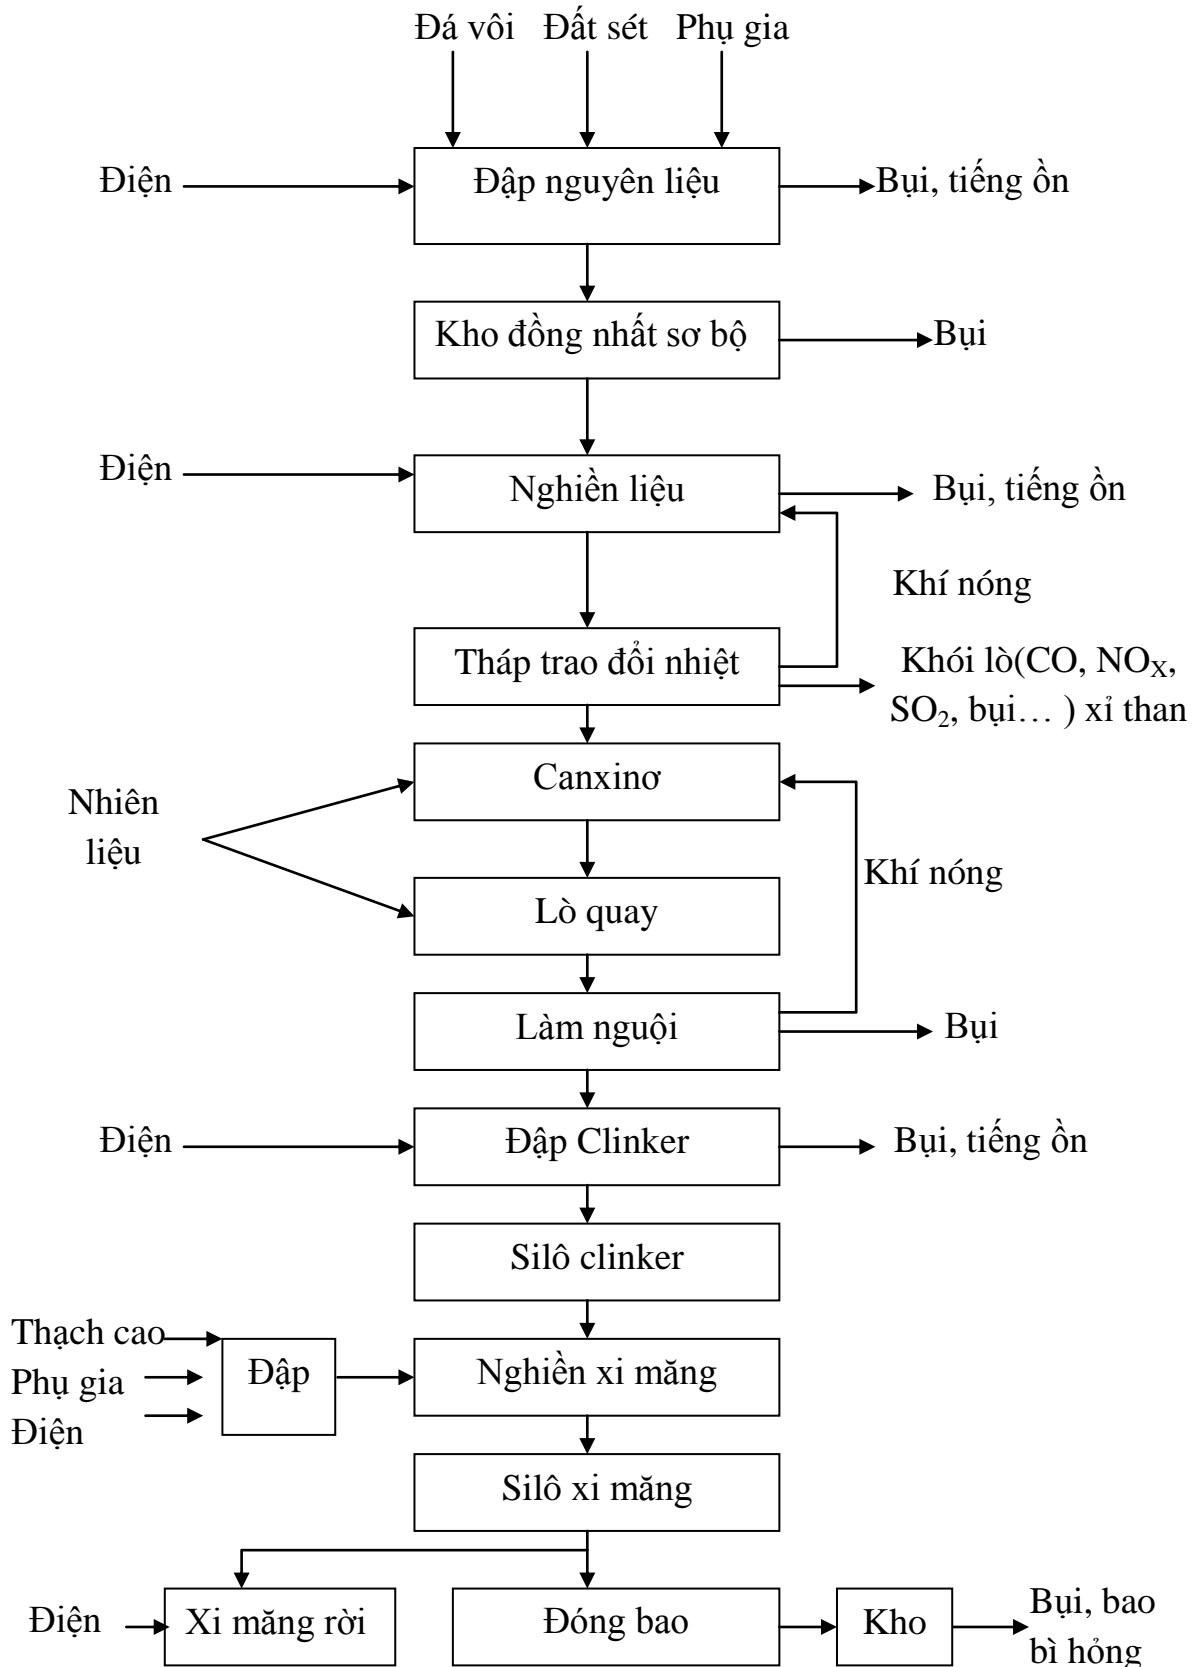 Đá vôi Đất sét Phụ gia
Điện
Đập nguyên liệu
Bụi, tiếng ồn
Kho đồng nhất sơ bộ
Bụi
Điện
Nghiền liệu
Bụi, tiếng ồn
Khí nóng
Tháp trao đổi nhiệt
Khói lò(CO, NOX,
SO2, bụi… ) xỉ than
Canxinơ
Nhiên
liệu
Khí nóng
Lò quay
Làm nguội
Bụi
Điện
Đập Clinker
Bụi, tiếng ồn
Silô clinker
Thạch cao
Phụ gia
Điện
Đập
Nghiền xi măng
Silô xi măng
Điện
Xi măng rời
Đóng bao
Kho
Bụi, bao
bì hỏng